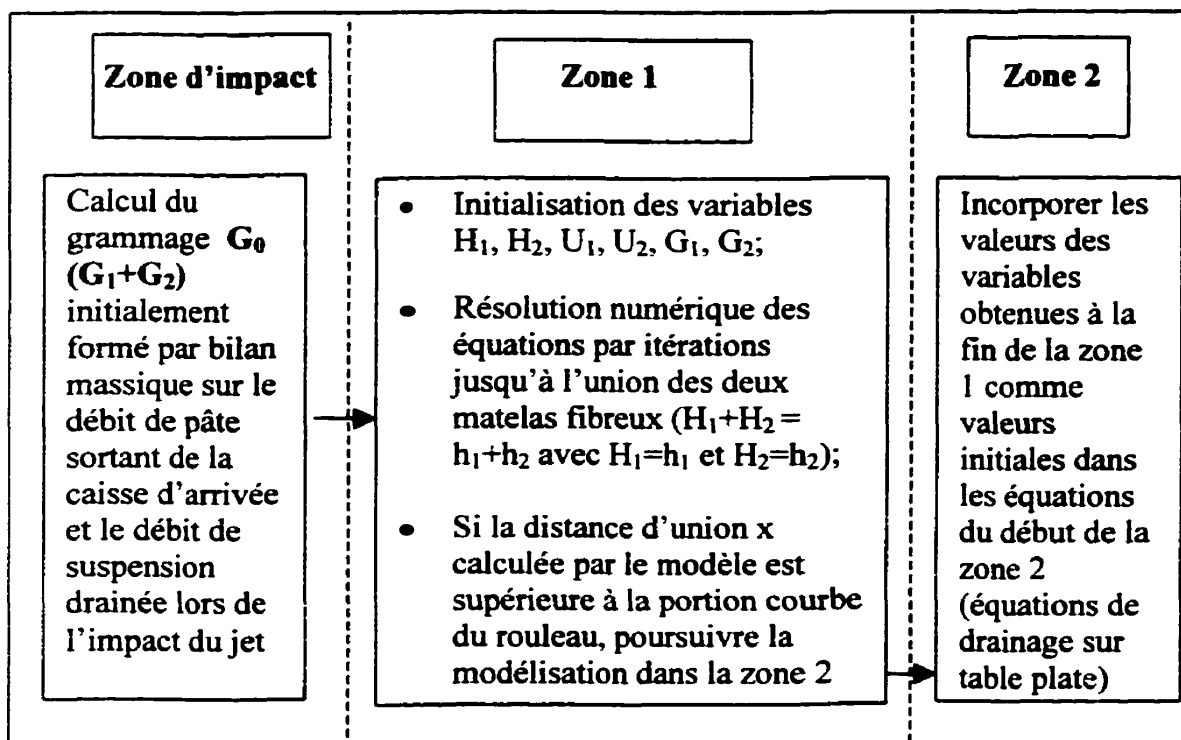 Zone d'impact
Calcul du
grammage G₀
(G₁+G₂)
initialement
formé par bilan
massique sur le
débit de pâte
sortant de la
caisse d'arrivée
et le débit de
suspension
drainée lors de
l'impact du jet
Zone 1
• Initialisation des variables
H₁, H₂, U₁, U₂, G₁, G₂;
• Résolution numérique des
équations par itérations
jusqu'à l'union des deux
matelas fibreux (H₁+H₂ =
h₁+h₂ avec H₁=h₁ et H₂=h₂);
• Si la distance d'union x
calculée par le modèle est
supérieure à la portion courbe
du rouleau, poursuivre la
modélisation dans la zone 2
Zone 2
Incorporer les
valeurs des
variables
obtenues à la
fin de la zone
1 comme
valeurs
initiales dans
les équations
du début de la
zone 2
(équations de
drainage sur
table plate)